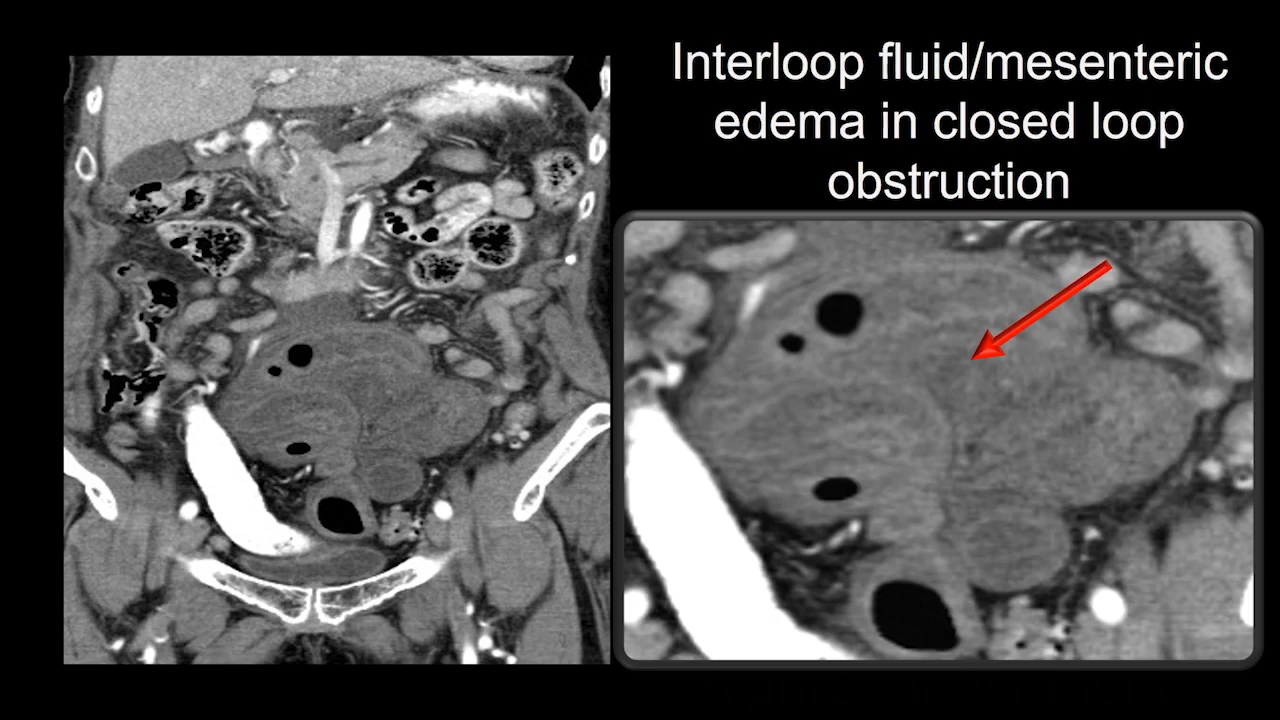 Interloop fluid/mesenteric
edema in closed loop
obstruction